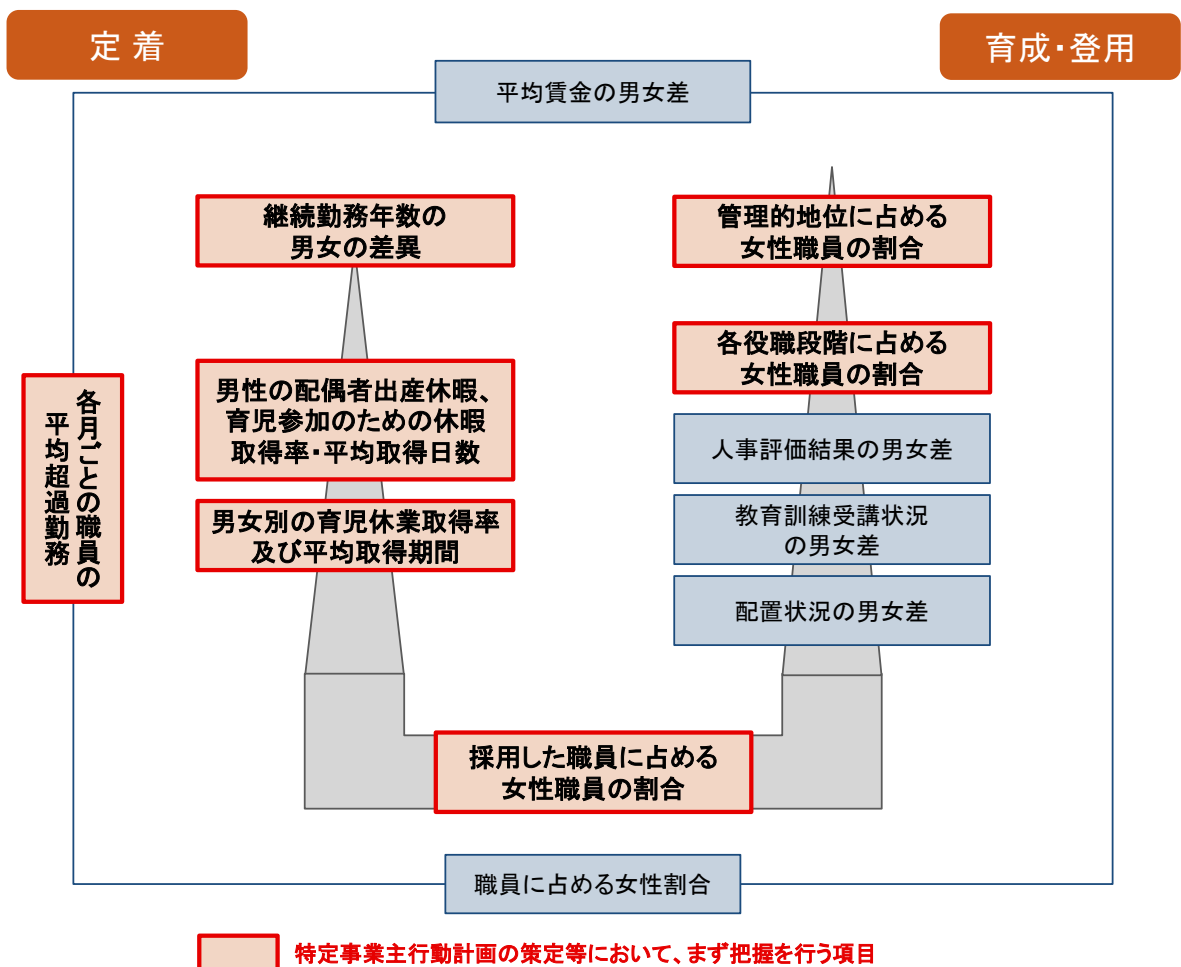 定 着
育成・登用
平均賃金の男女差
継続勤務年数の
男女の差異
管理的地位に占める
女性職員の割合
各役職段階に占める
女性職員の割合
各月ごとの職員の
平均超過勤務
男性の配偶者出産休暇、
育児参加のための休暇
取得率・平均取得日数
人事評価結果の男女差
男女別の育児休業取得率
及び平均取得期間
教育訓練受講状況
の男女差
配置状況の男女差
採用した職員に占める
女性職員の割合
職員に占める女性割合
特定事業主行動計画の策定等において、まず把握を行う項目